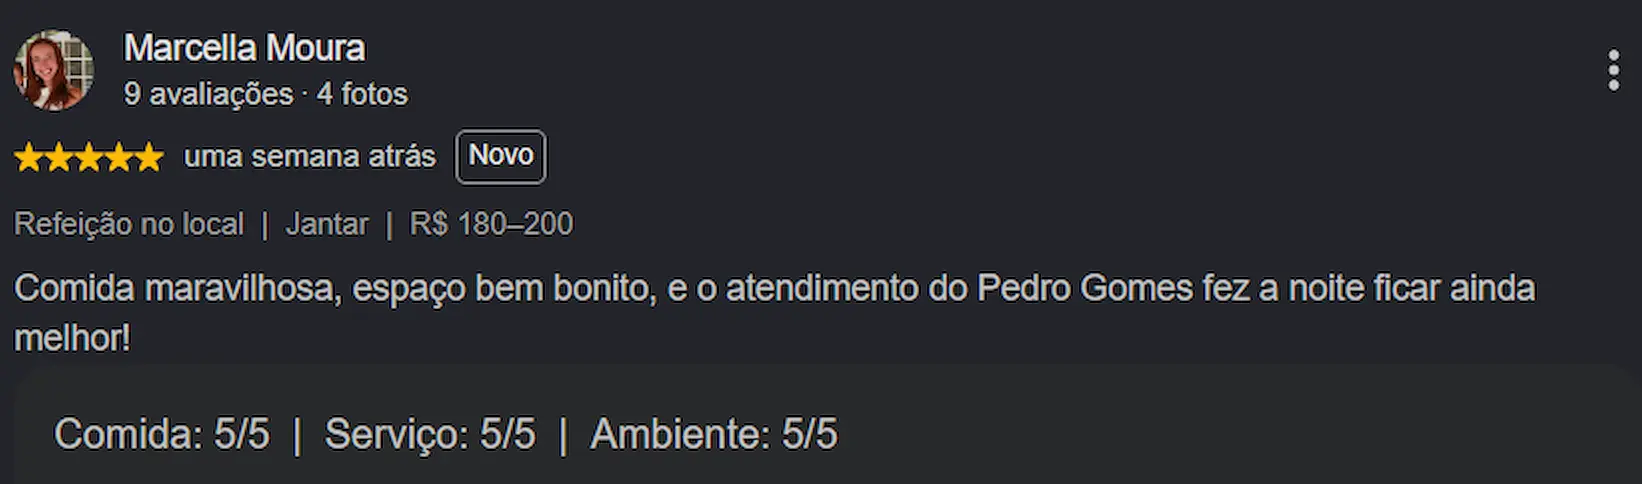 Marcella Moura
9 avaliações · 4 fotos
uma semana atrás Novo
Refeição no local | Jantar | R$ 180–200
Comida maravilhosa, espaço bem bonito, e o atendimento do Pedro Gomes fez a noite ficar ainda
melhor!
Comida: 5/5 | Serviço: 5/5 | Ambiente: 5/5